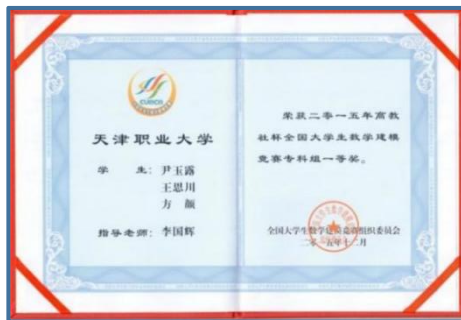 CUMCM
天津职业大学
学 生：尹玉露
王思川
方颜
指导老师：李国辉
荣获二零一五年高教
社杯全国大学生数学建模
竞赛专科组一等奖。
全国大学生数学建模竞赛组织委员会
二〇一五年十二月